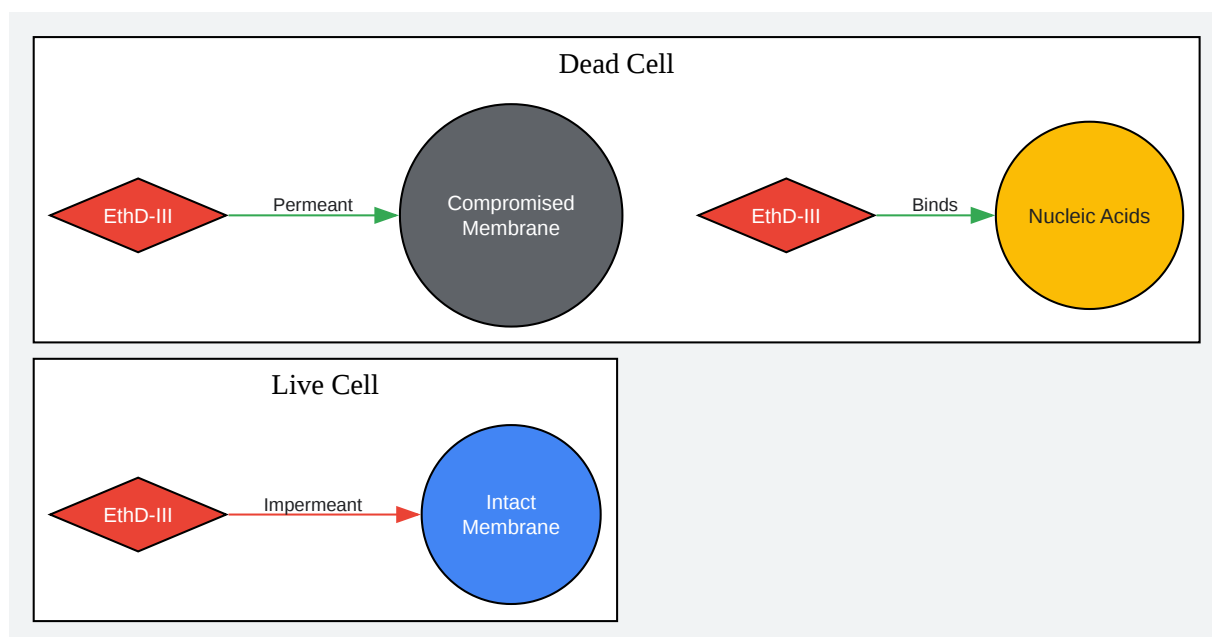 Dead Cell
EthD-III
Permeant
Compromised
Membrane
EthD-III
Binds
Nucleic Acids
Live Cell
EthD-III
Impermeant
Intact
Membrane